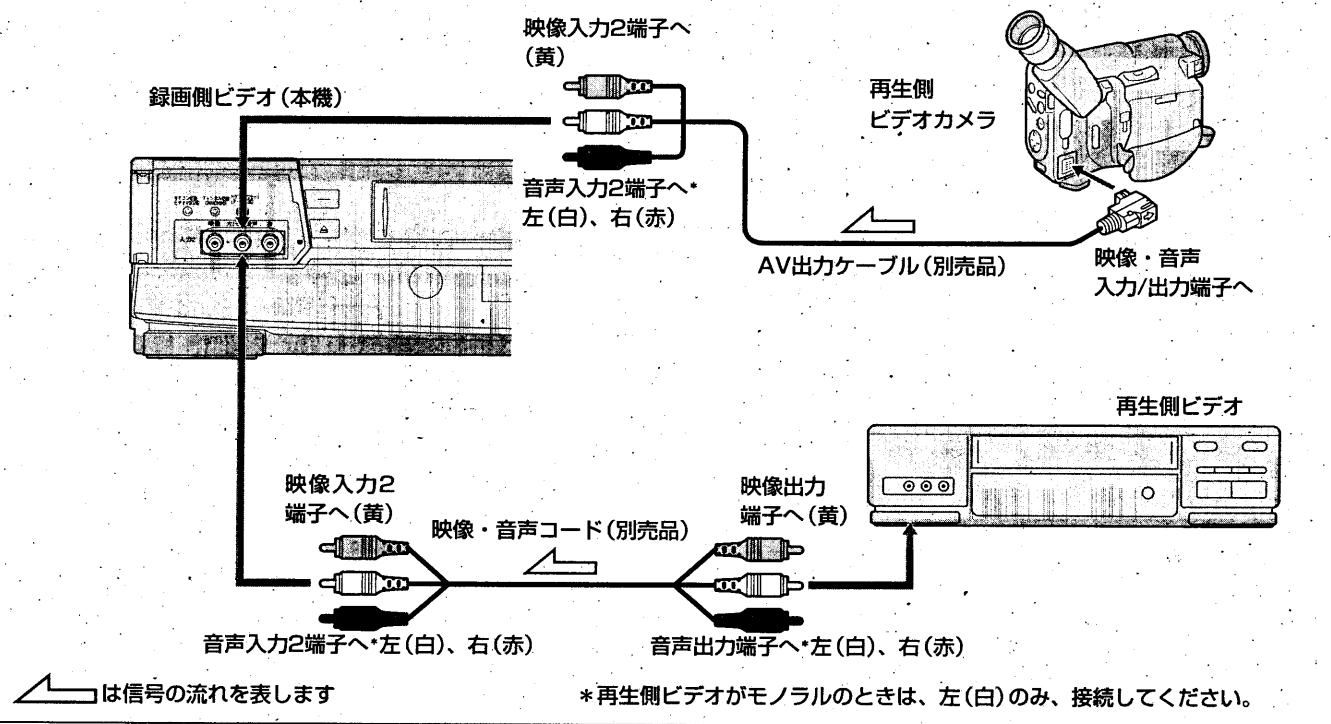 映像入力2端子へ
(黄)
録画側ビデオ(本機)
再生側
ビデオカメラ
音声入力2端子へ*
左(白)、右(赤)
AV出力ケーブル(別売品)
映像・音声
入力/出力端子へ
入力2
再生側ビデオ
映像入力2
端子へ(黄)
映像・音声コード(別売品)
映像出力
端子へ(黄)
音声入力2端子へ*左(白)、右(赤)
音声出力端子へ*左(白)、右(赤)
は信号の流れを表します
*再生側ビデオがモノラルのときは、左(白)のみ、接続してください。